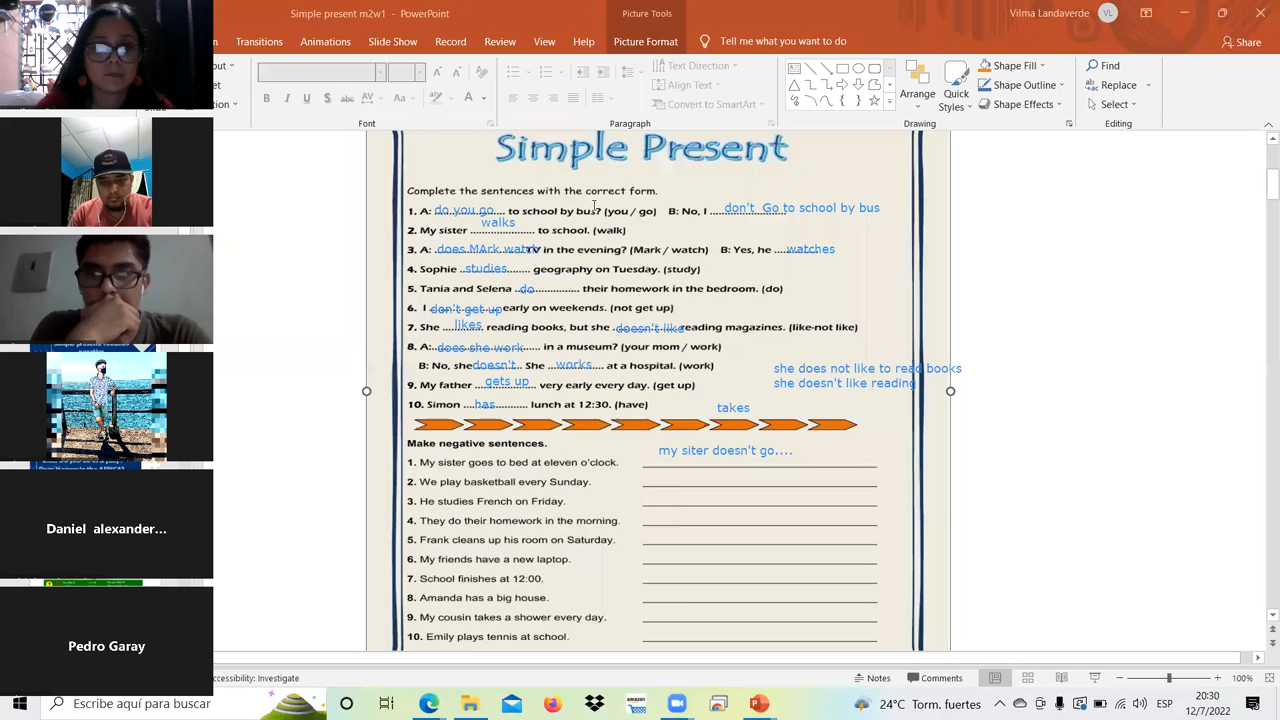 Simple Present m2w1 - PowerPoint
Picture Tools
Vilma Landaverde
VL
Transitions
Animations
Slide Show
Record
Review
View
Help
Picture Format
Tell me what you want to do
Share
Text Direction
Align Text
Convert to SmartArt
Arrange
Quick Styles
Shape Fill
Shape Outline
Shape Effects
Find
Replace
Select
Font
Paragraph
Drawing
Editing
Simple Present
Complete the sentences with the correct form.
1. A: do you go to school by bus? (you / go) B: No, I don't Go to school by bus
2. My sister walks to school. (walk)
3. A: does MArk watch TV in the evening? (Mark / watch) B: Yes, he watches
4. Sophie studies geography on Tuesday. (study)
5. Tania and Selena do their homework in the bedroom. (do)
6. I don't get up early on weekends. (not get up)
7. She likes reading books, but she doesn't like reading magazines. (like-not like)
8. A: does she work in a museum? (your mom / work)
B: No, she doesn't. She works at a hospital. (work)
she does not like to read books
she doesn't like reading
9. My father gets up very early every day. (get up)
10. Simon has lunch at 12:30. (have)
takes
Make negative sentences.
my siter doesn't go....
1. My sister goes to bed at eleven o'clock.
2. We play basketball every Sunday.
3. He studies French on Friday.
4. They do their homework in the morning.
5. Frank cleans up his room on Saturday.
6. My friends have a new laptop.
7. School finishes at 12:00.
8. Amanda has a big house.
9. My cousin takes a shower every day.
10. Emily plays tennis at school.
Daniel alexander...
Pedro Garay
Accessibility: Investigate
Notes
Comments
100%
Escribe aquí para buscar
24°C Torm. fuertes
ESP
20:30
12/7/2022